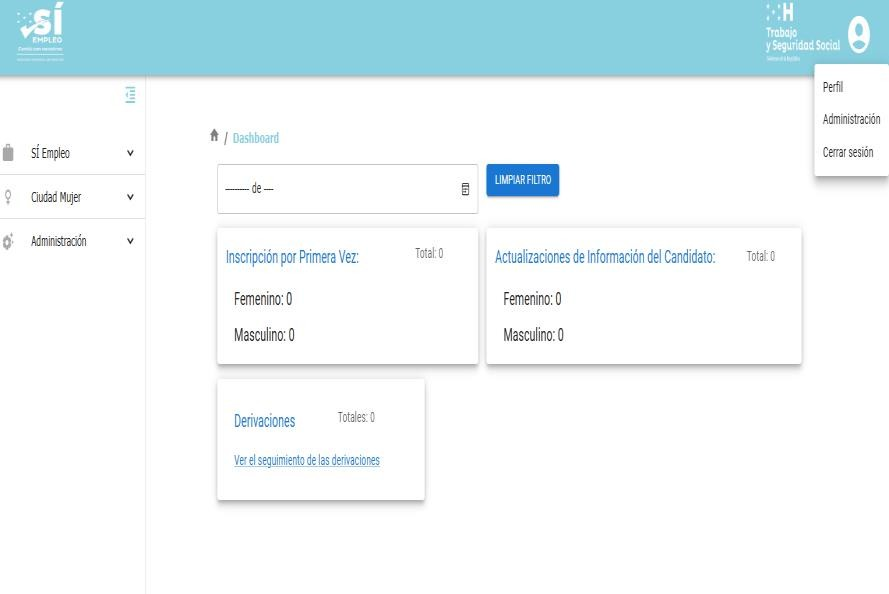 SÍ
EMPLEO
H
Trabajo
y Seguridad Social
Perfil
Administración
Cerrar sesión
SÍ Empleo
Ciudad Mujer
Administración
/ Dashboard
--------- de ----
LIMPIAR FILTRO
Inscripción por Primera Vez:
Total: 0
Femenino: 0
Masculino: 0
Actualizaciones de Información del Candidato:
Total: 0
Femenino: 0
Masculino: 0
Derivaciones
Totales: 0
Ver el seguimiento de las derivaciones